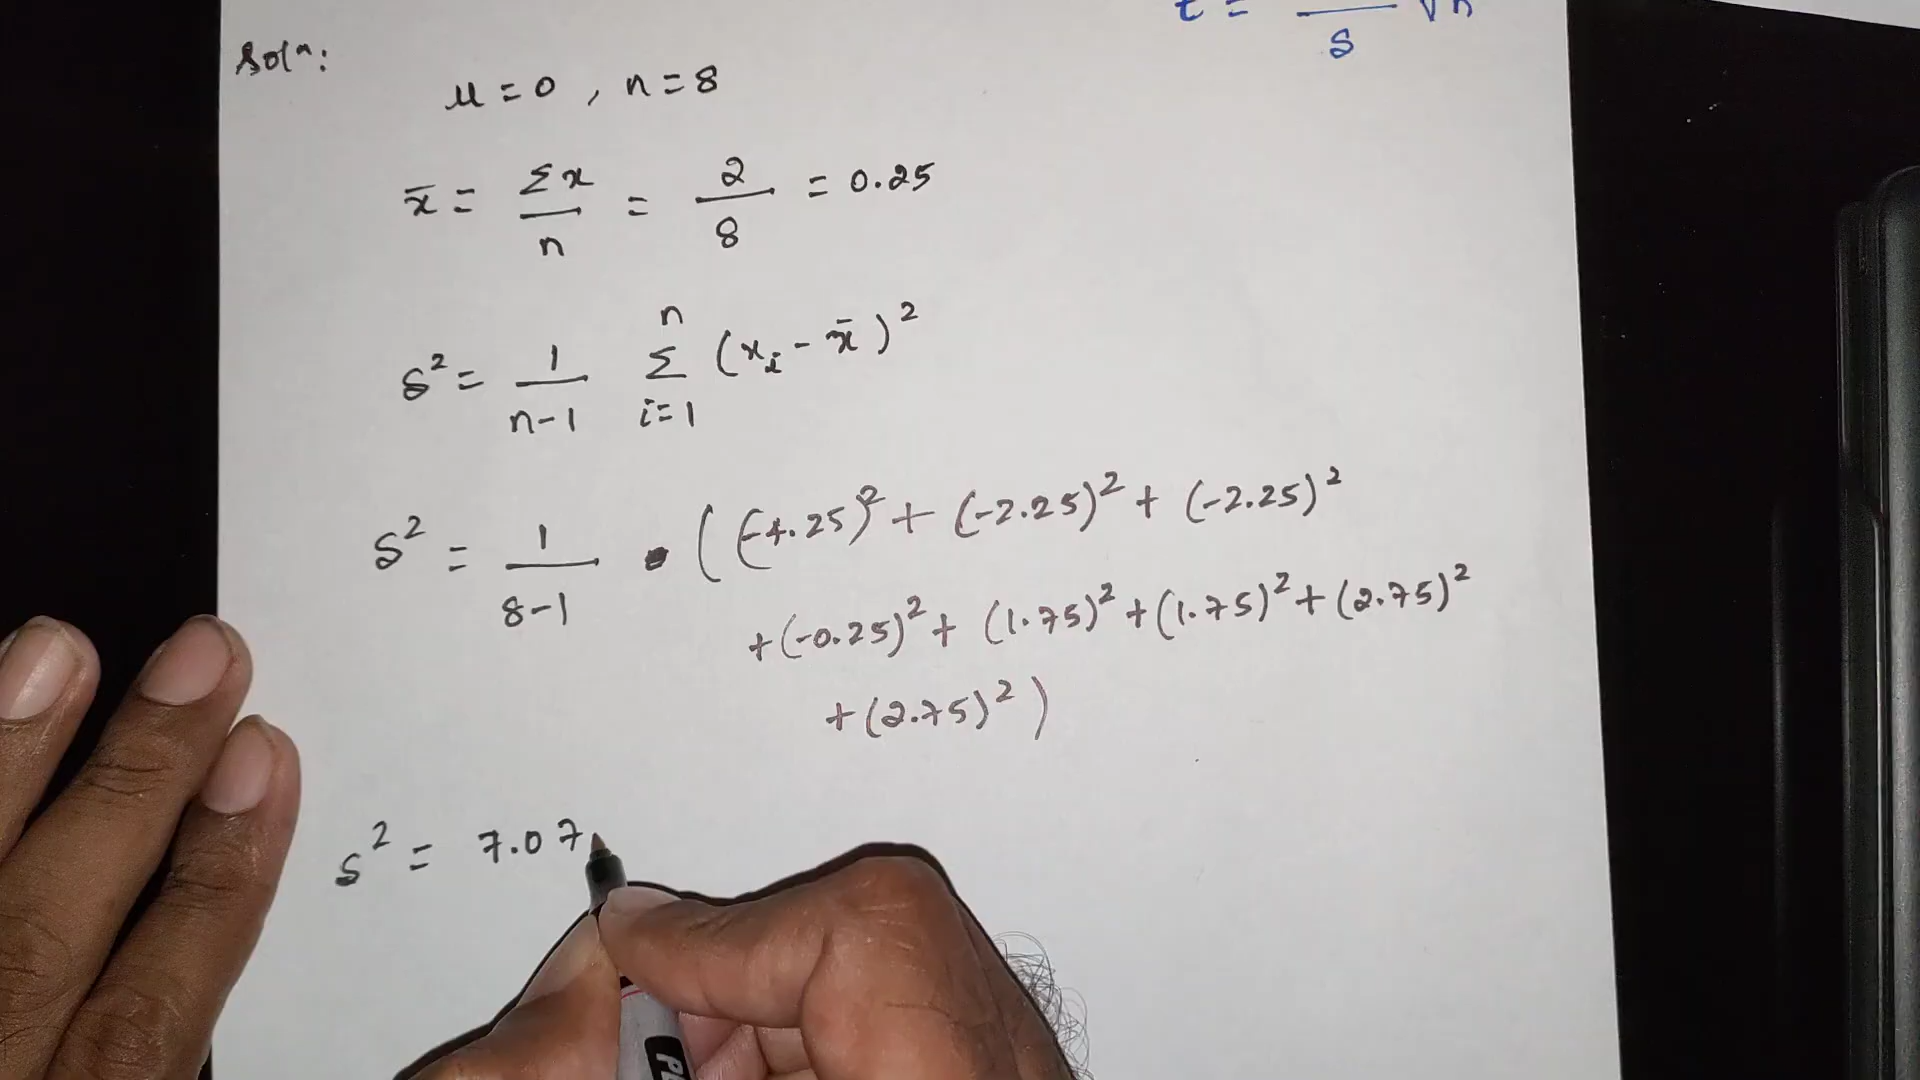 t = ― √n
s
Solⁿ:
μ = 0 , n = 8
x̄ = Σx / n = 2 / 8 = 0.25
s² = 1 / n-1 Σ n i=1 (xᵢ - x̄)²
s² = 1 / 8-1 • ((-4.25)² + (-2.25)² + (-2.25)²
+ (-0.25)² + (1.75)² + (1.75)² + (2.75)²
+ (2.75)²)
s² = 7.07